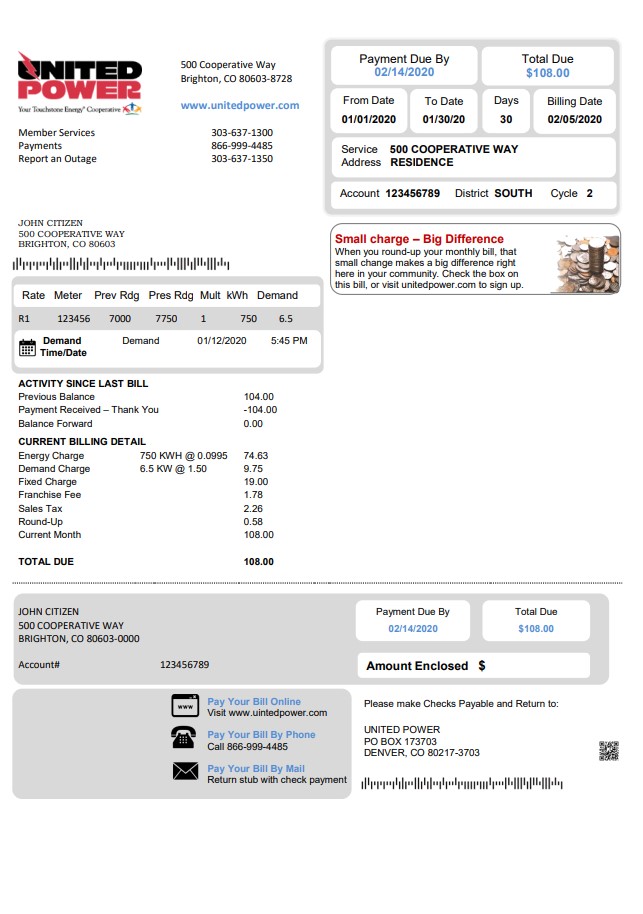 UNITED
POWER
Your Touchstone Energy® Cooperative
500 Cooperative Way
Brighton, CO 80603-8728
www.unitedpower.com
Member Services 303-637-1300
Payments 866-999-4485
Report an Outage 303-637-1350
Payment Due By
02/14/2020
Total Due
$108.00
From Date To Date Days Billing Date
01/01/2020 01/30/20 30 02/05/2020
Service 500 COOPERATIVE WAY
Address RESIDENCE
Account 123456789 District SOUTH Cycle 2
JOHN CITIZEN
500 COOPERATIVE WAY
BRIGHTON, CO 80603
Small charge – Big Difference
When you round-up your monthly bill, that
small change makes a big difference right
here in your community. Check the box on
this bill, or visit unitedpower.com to sign up.
Rate Meter Prev Rdg Pres Rdg Mult kWh Demand
R1 123456 7000 7750 1 750 6.5
Demand Demand 01/12/2020 5:45 PM
Time/Date
ACTIVITY SINCE LAST BILL
Previous Balance 104.00
Payment Received – Thank You -104.00
Balance Forward 0.00
CURRENT BILLING DETAIL
Energy Charge 750 KWH @ 0.0995 74.63
Demand Charge 6.5 KW @ 1.50 9.75
Fixed Charge 19.00
Franchise Fee 1.78
Sales Tax 2.26
Round-Up 0.58
Current Month 108.00
TOTAL DUE 108.00
JOHN CITIZEN
500 COOPERATIVE WAY
BRIGHTON, CO 80603-0000
Account# 123456789
Payment Due By
02/14/2020
Total Due
$108.00
Amount Enclosed $
www
Pay Your Bill Online
Visit www.uintedpower.com
Pay Your Bill By Phone
Call 866-999-4485
Pay Your Bill By Mail
Return stub with check payment
Please make Checks Payable and Return to:
UNITED POWER
PO BOX 173703
DENVER, CO 80217-3703